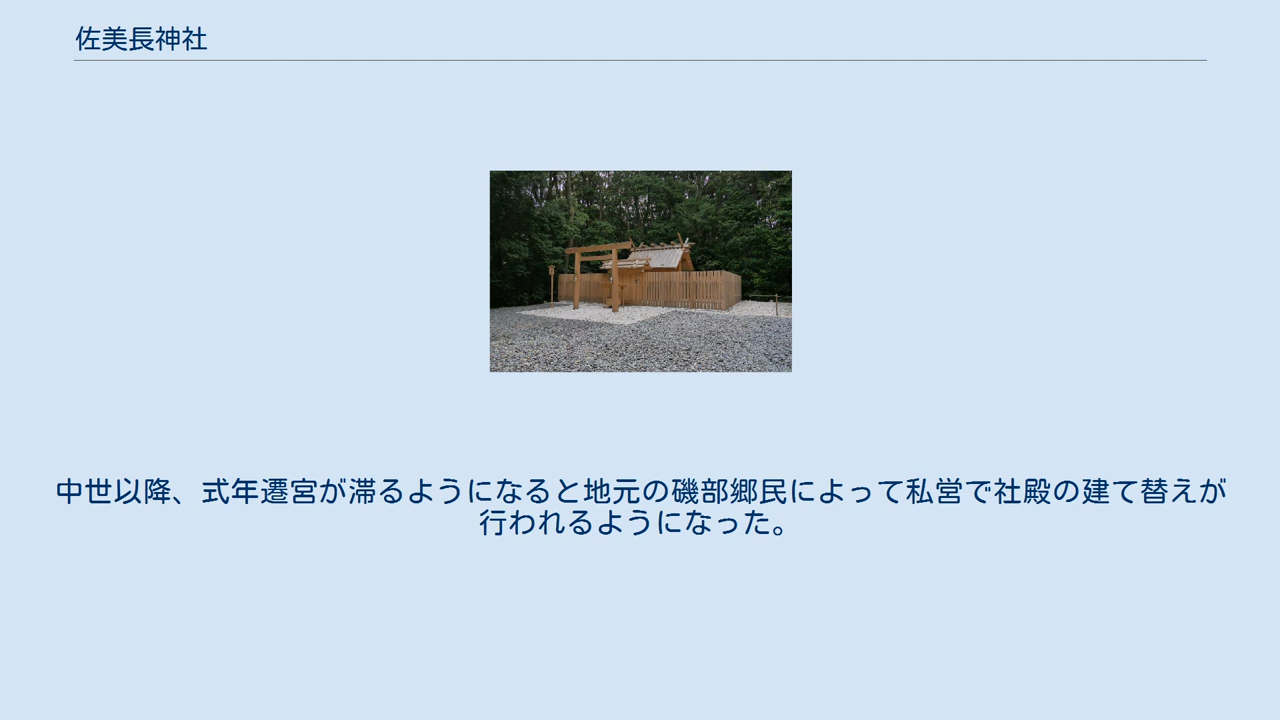 佐美長神社
中世以降、式年遷宮が滞るようになると地元の磯部郷民によって私営で社殿の建て替えが
行われるようになった。